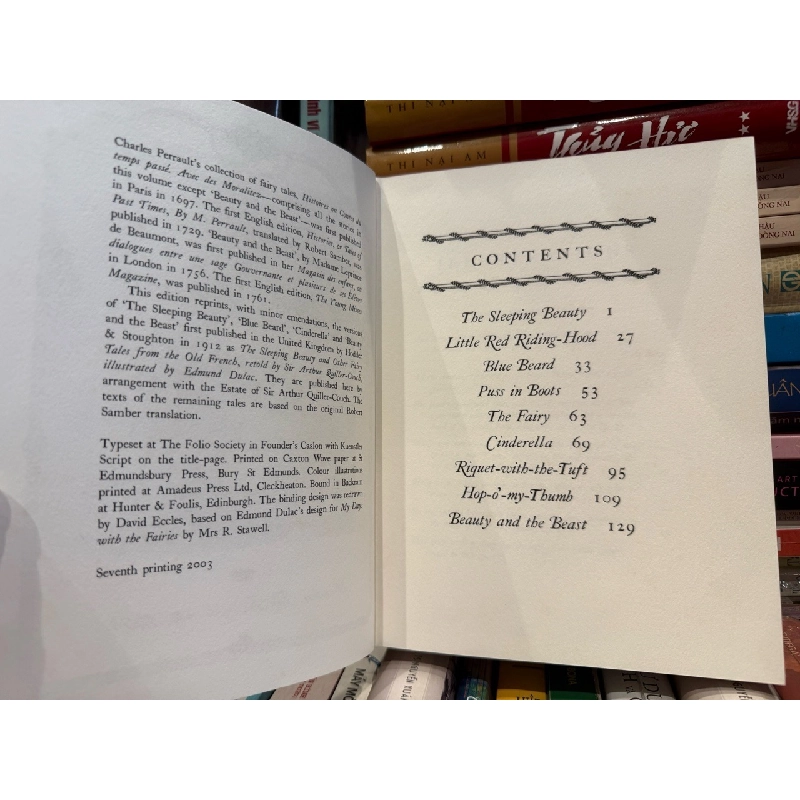 Charles Perrault's collection of fairy tales, Histoires ou Contes du
temps passé. Avec des Moralitez—comprising all the stories in
this volume except 'Beauty and the Beast'—was first published
in Paris in 1697. The first English edition, Histories, or Tales of
Past Times, By M. Perrault, translated by Robert Samber, was
published in 1729. 'Beauty and the Beast', by Madame Leprince
de Beaumont, was first published in her Magasin des enfans, ou
dialogues entre une sage Gouvernante et plusieurs de ses Élèves
in London in 1756. The first English edition, The Young Misses
Magazine, was published in 1761.
This edition reprints, with minor emendations, the versions
of 'The Sleeping Beauty', 'Blue Beard', 'Cinderella' and 'Beauty
and the Beast' first published in the United Kingdom by Hodder
& Stoughton in 1912 as The Sleeping Beauty and Other Fairy
Tales from the Old French, retold by Sir Arthur Quiller-Couch,
illustrated by Edmund Dulac. They are published here by
arrangement with the Estate of Sir Arthur Quiller-Couch. The
texts of the remaining tales are based on the original Robert
Samber translation.
Typeset at The Folio Society in Founder's Caslon with
Script on the title-page. Printed on Caxton Wove paper at St
Edmundsbury Press, Bury St Edmunds. Colour illustrations
printed at Amadeus Press Ltd, Cleckheaton. Bound in
at Hunter & Foulis, Edinburgh. The binding design was
by David Eccles, based on Edmund Dulac's design for My Days
with the Fairies by Mrs R. Stawell.
Seventh printing 2003
CONTENTS
The Sleeping Beauty 1
Little Red Riding-Hood 27
Blue Beard 33
Puss in Boots 53
The Fairy 63
Cinderella 69
Riquet-with-the-Tuft 95
Hop-o'-my-Thumb 109
Beauty and the Beast 129
THI NẠI AM
Thủy Hử
THI NẠI AM
VHSG